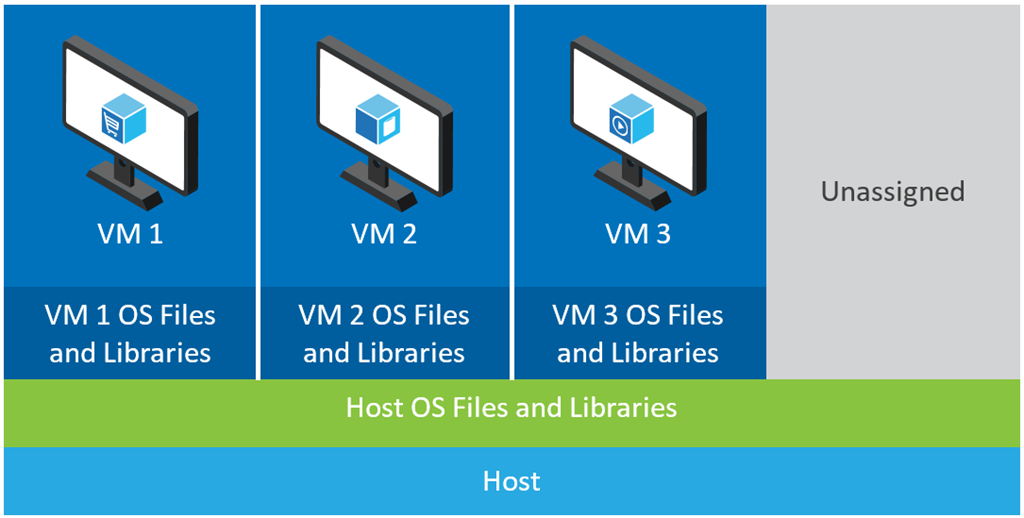 VM 1
VM 2
VM 3
Unassigned
VM 1 OS Files
and Libraries
VM 2 OS Files
and Libraries
VM 3 OS Files
and Libraries
Host OS Files and Libraries
Host